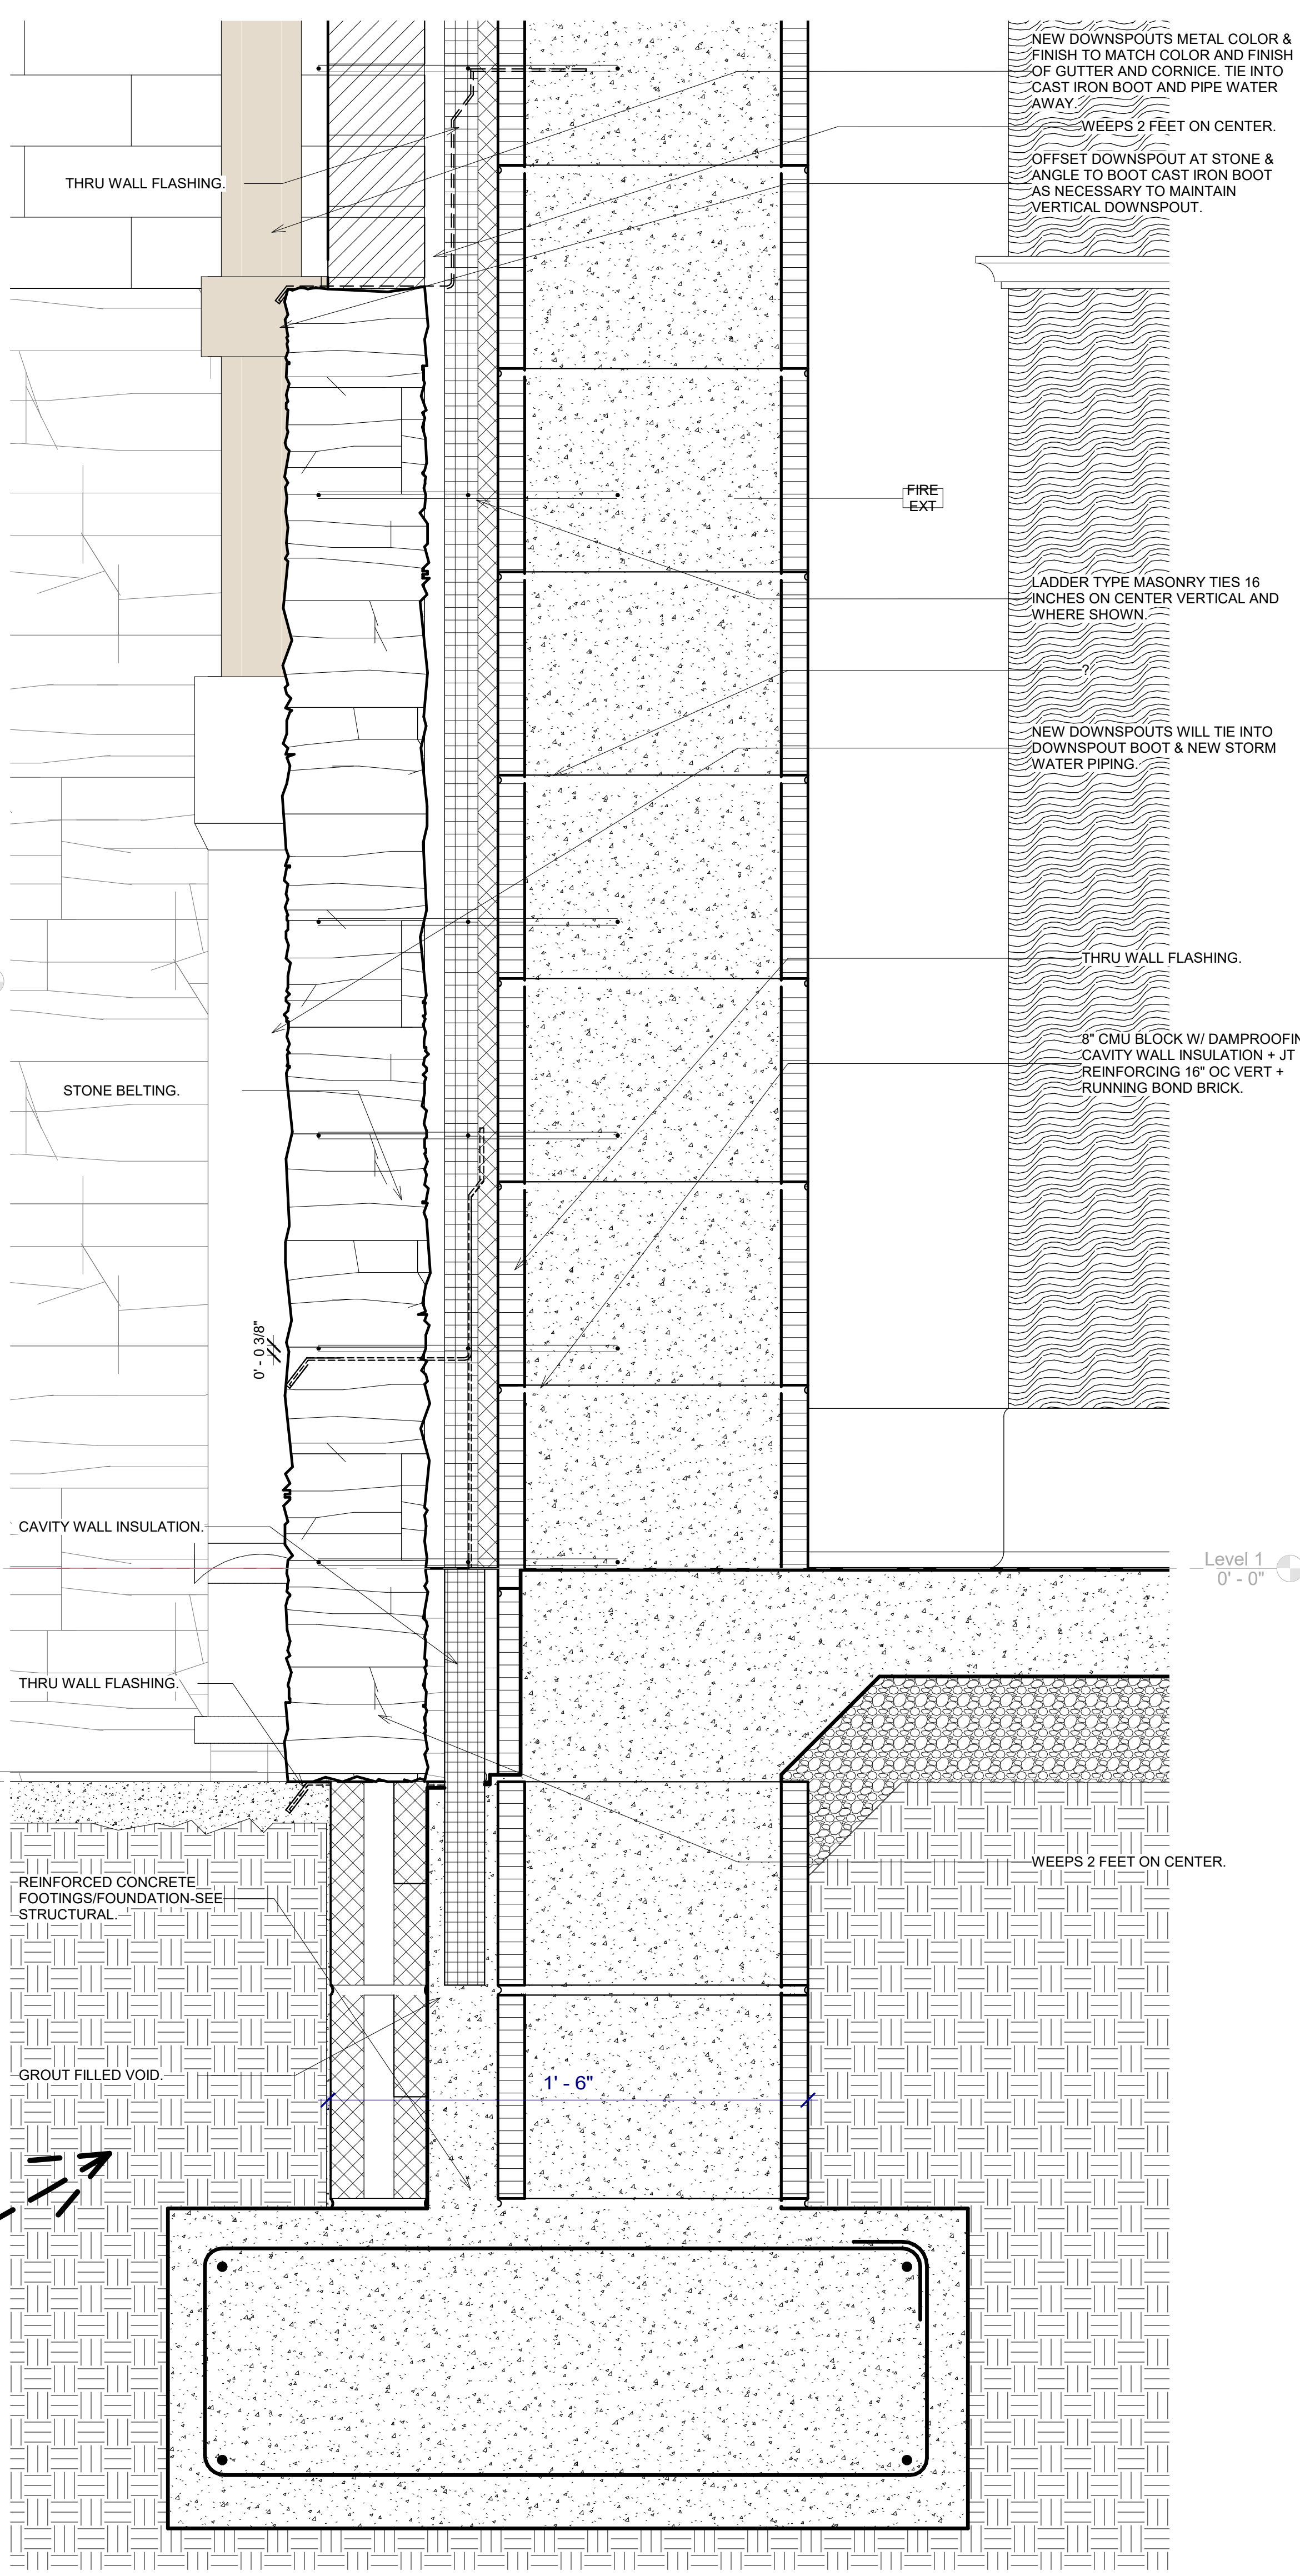 NEW DOWNSPOUTS METAL COLOR &
FINISH TO MATCH COLOR AND FINISH
OF GUTTER AND CORNICE. TIE INTO
CAST IRON BOOT AND PIPE WATER
AWAY.
WEEPS 2 FEET ON CENTER.
OFFSET DOWNSPOUT AT STONE &
ANGLE TO BOOT CAST IRON BOOT
AS NECESSARY TO MAINTAIN
VERTICAL DOWNSPOUT.
THRU WALL FLASHING.
FIRE
EXT
LADDER TYPE MASONRY TIES 16
INCHES ON CENTER VERTICAL AND
WHERE SHOWN.
?
NEW DOWNSPOUTS WILL TIE INTO
DOWNSPOUT BOOT & NEW STORM
WATER PIPING.
THRU WALL FLASHING.
8" CMU BLOCK W/ DAMPROOFIN
CAVITY WALL INSULATION + JT
REINFORCING 16" OC VERT +
RUNNING BOND BRICK.
STONE BELTING.
0' - 0 3/8"
CAVITY WALL INSULATION.
Level 1
0' - 0"
THRU WALL FLASHING.
WEEPS 2 FEET ON CENTER.
REINFORCED CONCRETE
FOOTINGS/FOUNDATION-SEE
STRUCTURAL.
GROUT FILLED VOID.
1' - 6"